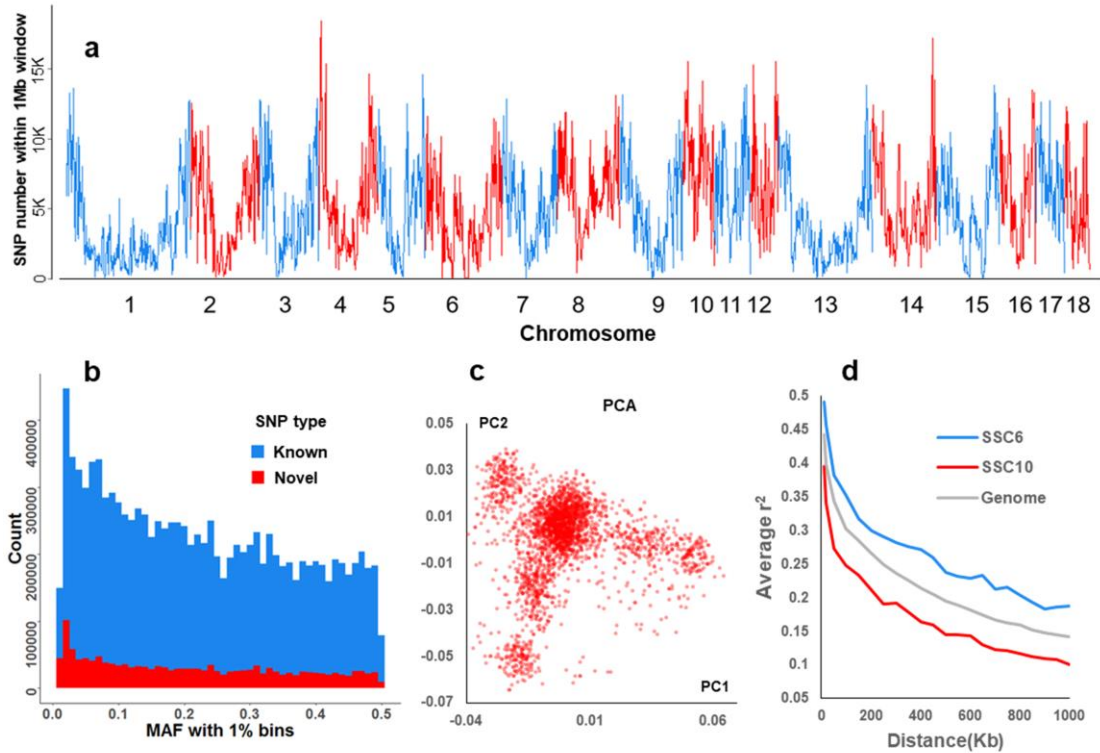 a
SNP number within 1Mb window
15K
10K
5K
0
1 2 3 4 5 6 7 8 9 10 11 12 13 14 15 16 17 18
Chromosome
b
Count
400000
300000
200000
100000
0
SNP type
Known
Novel
0.0 0.1 0.2 0.3 0.4 0.5
MAF with 1% bins
c
PCA
PC2
0.05
0.03
0.01
-0.01
-0.03
-0.05
-0.07
PC1
-0.04 0.01 0.06
d
Average r²
0.5
0.45
0.4
0.35
0.3
0.25
0.2
0.15
0.1
0.05
SSC6
SSC10
Genome
0 200 400 600 800 1000
Distance(Kb)